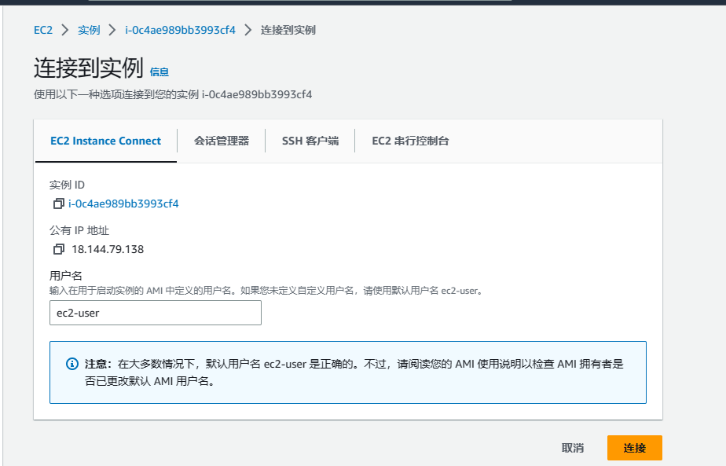 EC2 > 实例 > i-0c4ae989bb3993cf4 > 连接到实例
连接到实例 信息
使用以下一种选项连接到您的实例 i-0c4ae989bb3993cf4
EC2 Instance Connect 会话管理器 SSH 客户端 EC2 串行控制台
实例 ID
i-0c4ae989bb3993cf4
公有 IP 地址
18.144.79.138
用户名
输入在用于启动实例的 AMI 中定义的用户名。如果您未定义自定义用户名，请使用默认用户名 ec2-user。
ec2-user
注意：在大多数情况下，默认用户名 ec2-user 是正确的。不过，请阅读您的 AMI 使用说明以检查 AMI 拥有者是
否已更改默认 AMI 用户名。
取消 连接